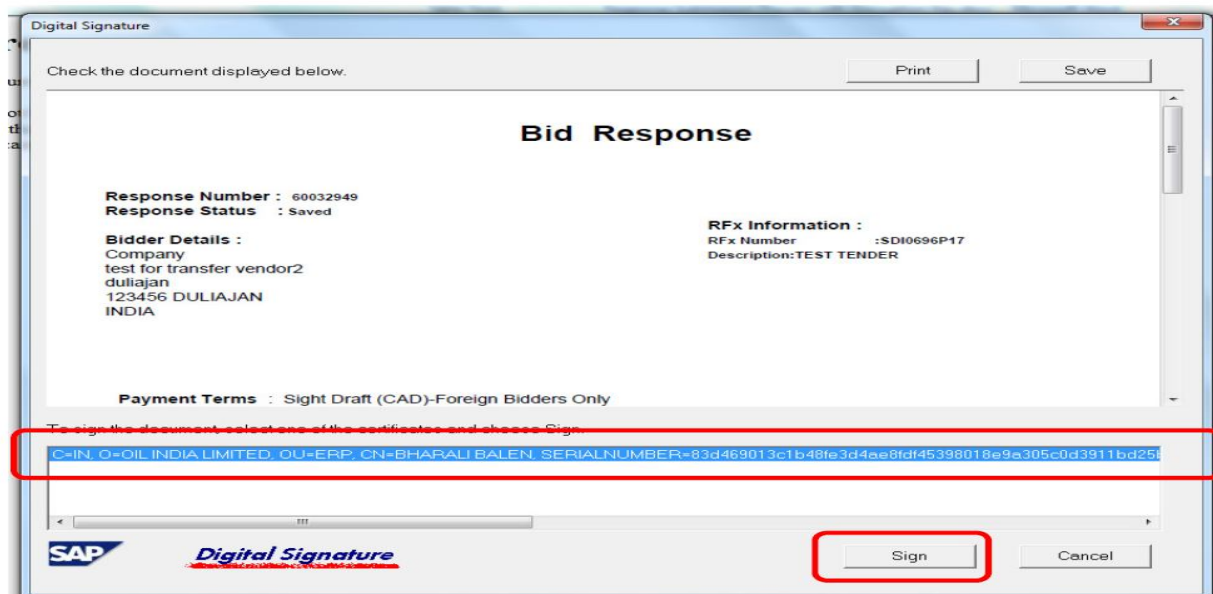 Digital Signature
Check the document displayed below.
Print
Save
Bid Response
Response Number : 60032949
Response Status : Saved
Bidder Details :
Company
test for transfer vendor2
duliajan
123456 DULIAJAN
INDIA
RFx Information :
RFx Number :SDI0696P17
Description:TEST TENDER
Payment Terms : Sight Draft (CAD)-Foreign Bidders Only
To sign the document, select one of the certificates and choose Sign.
C=IN, O=OIL INDIA LIMITED, OU=ERP, CN=BHARALI BALEN, SERIALNUMBER=83d469013c1b48fe3d4ae8fdf45398018e9a305c0d3911bd25b
SAP
Digital Signature
Sign
Cancel